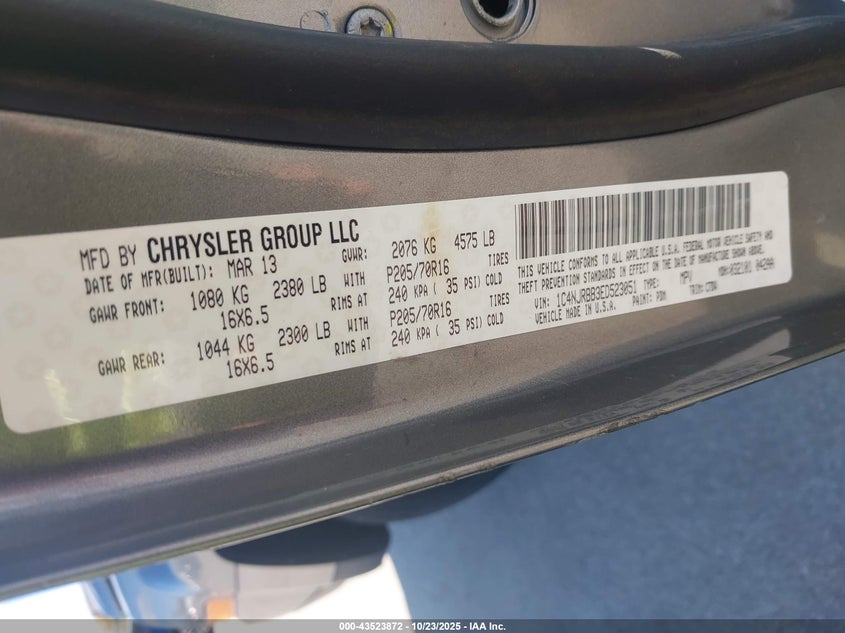 MFD BY CHRYSLER GROUP LLC
DATE OF MFR(BUILT): MAR 13 GVWR: 2076 KG 4575 LB
GAWR FRONT: 1080 KG 2380 LB WITH P205/70R16 TIRES
16X6.5 RIMS AT 240 KPA ( 35 PSI) COLD
GAWR REAR: 1044 KG 2300 LB WITH P205/70R16 TIRES
16X6.5 RIMS AT 240 KPA ( 35 PSI) COLD
THIS VEHICLE CONFORMS TO ALL APPLICABLE U.S.A. FEDERAL MOTOR VEHICLE SAFETY AND
THEFT PREVENTION STANDARDS IN EFFECT ON THE DATE OF MANUFACTURE SHOWN ABOVE.
VIN: 1C4NJRBB3ED523051 TYPE: MPV MDH:032101 042AA
VEHICLE MADE IN U.S.A. PAINT: PDM TRIM:
000-43523872 | 10/23/2025 - IAA Inc.